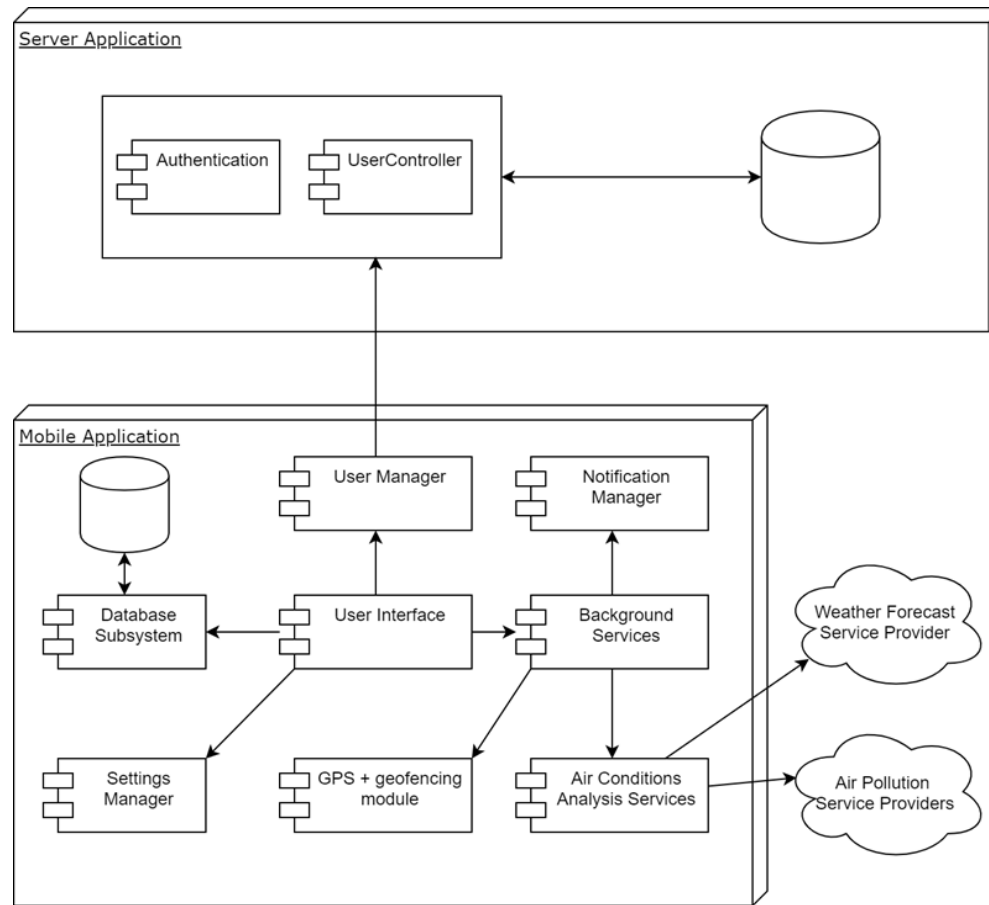 Server Application
Authentication
UserController
Mobile Application
User Manager
Notification
Manager
Database
Subsystem
User Interface
Background
Services
Weather Forecast
Service Provider
Settings
Manager
GPS + geofencing
module
Air Conditions
Analysis Services
Air Pollution
Service Providers